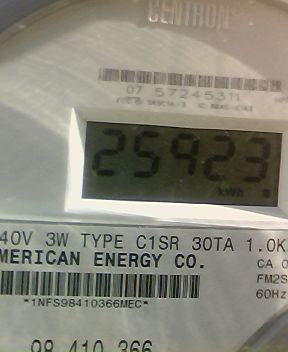 CENTRON
07 57245311
25923
kWh
40V 3W TYPE C1SR 30TA 1.0K
MERICAN ENERGY CO.
CA 0
FM2S
60Hz
*1NFS98410366MEC*
98 410 366